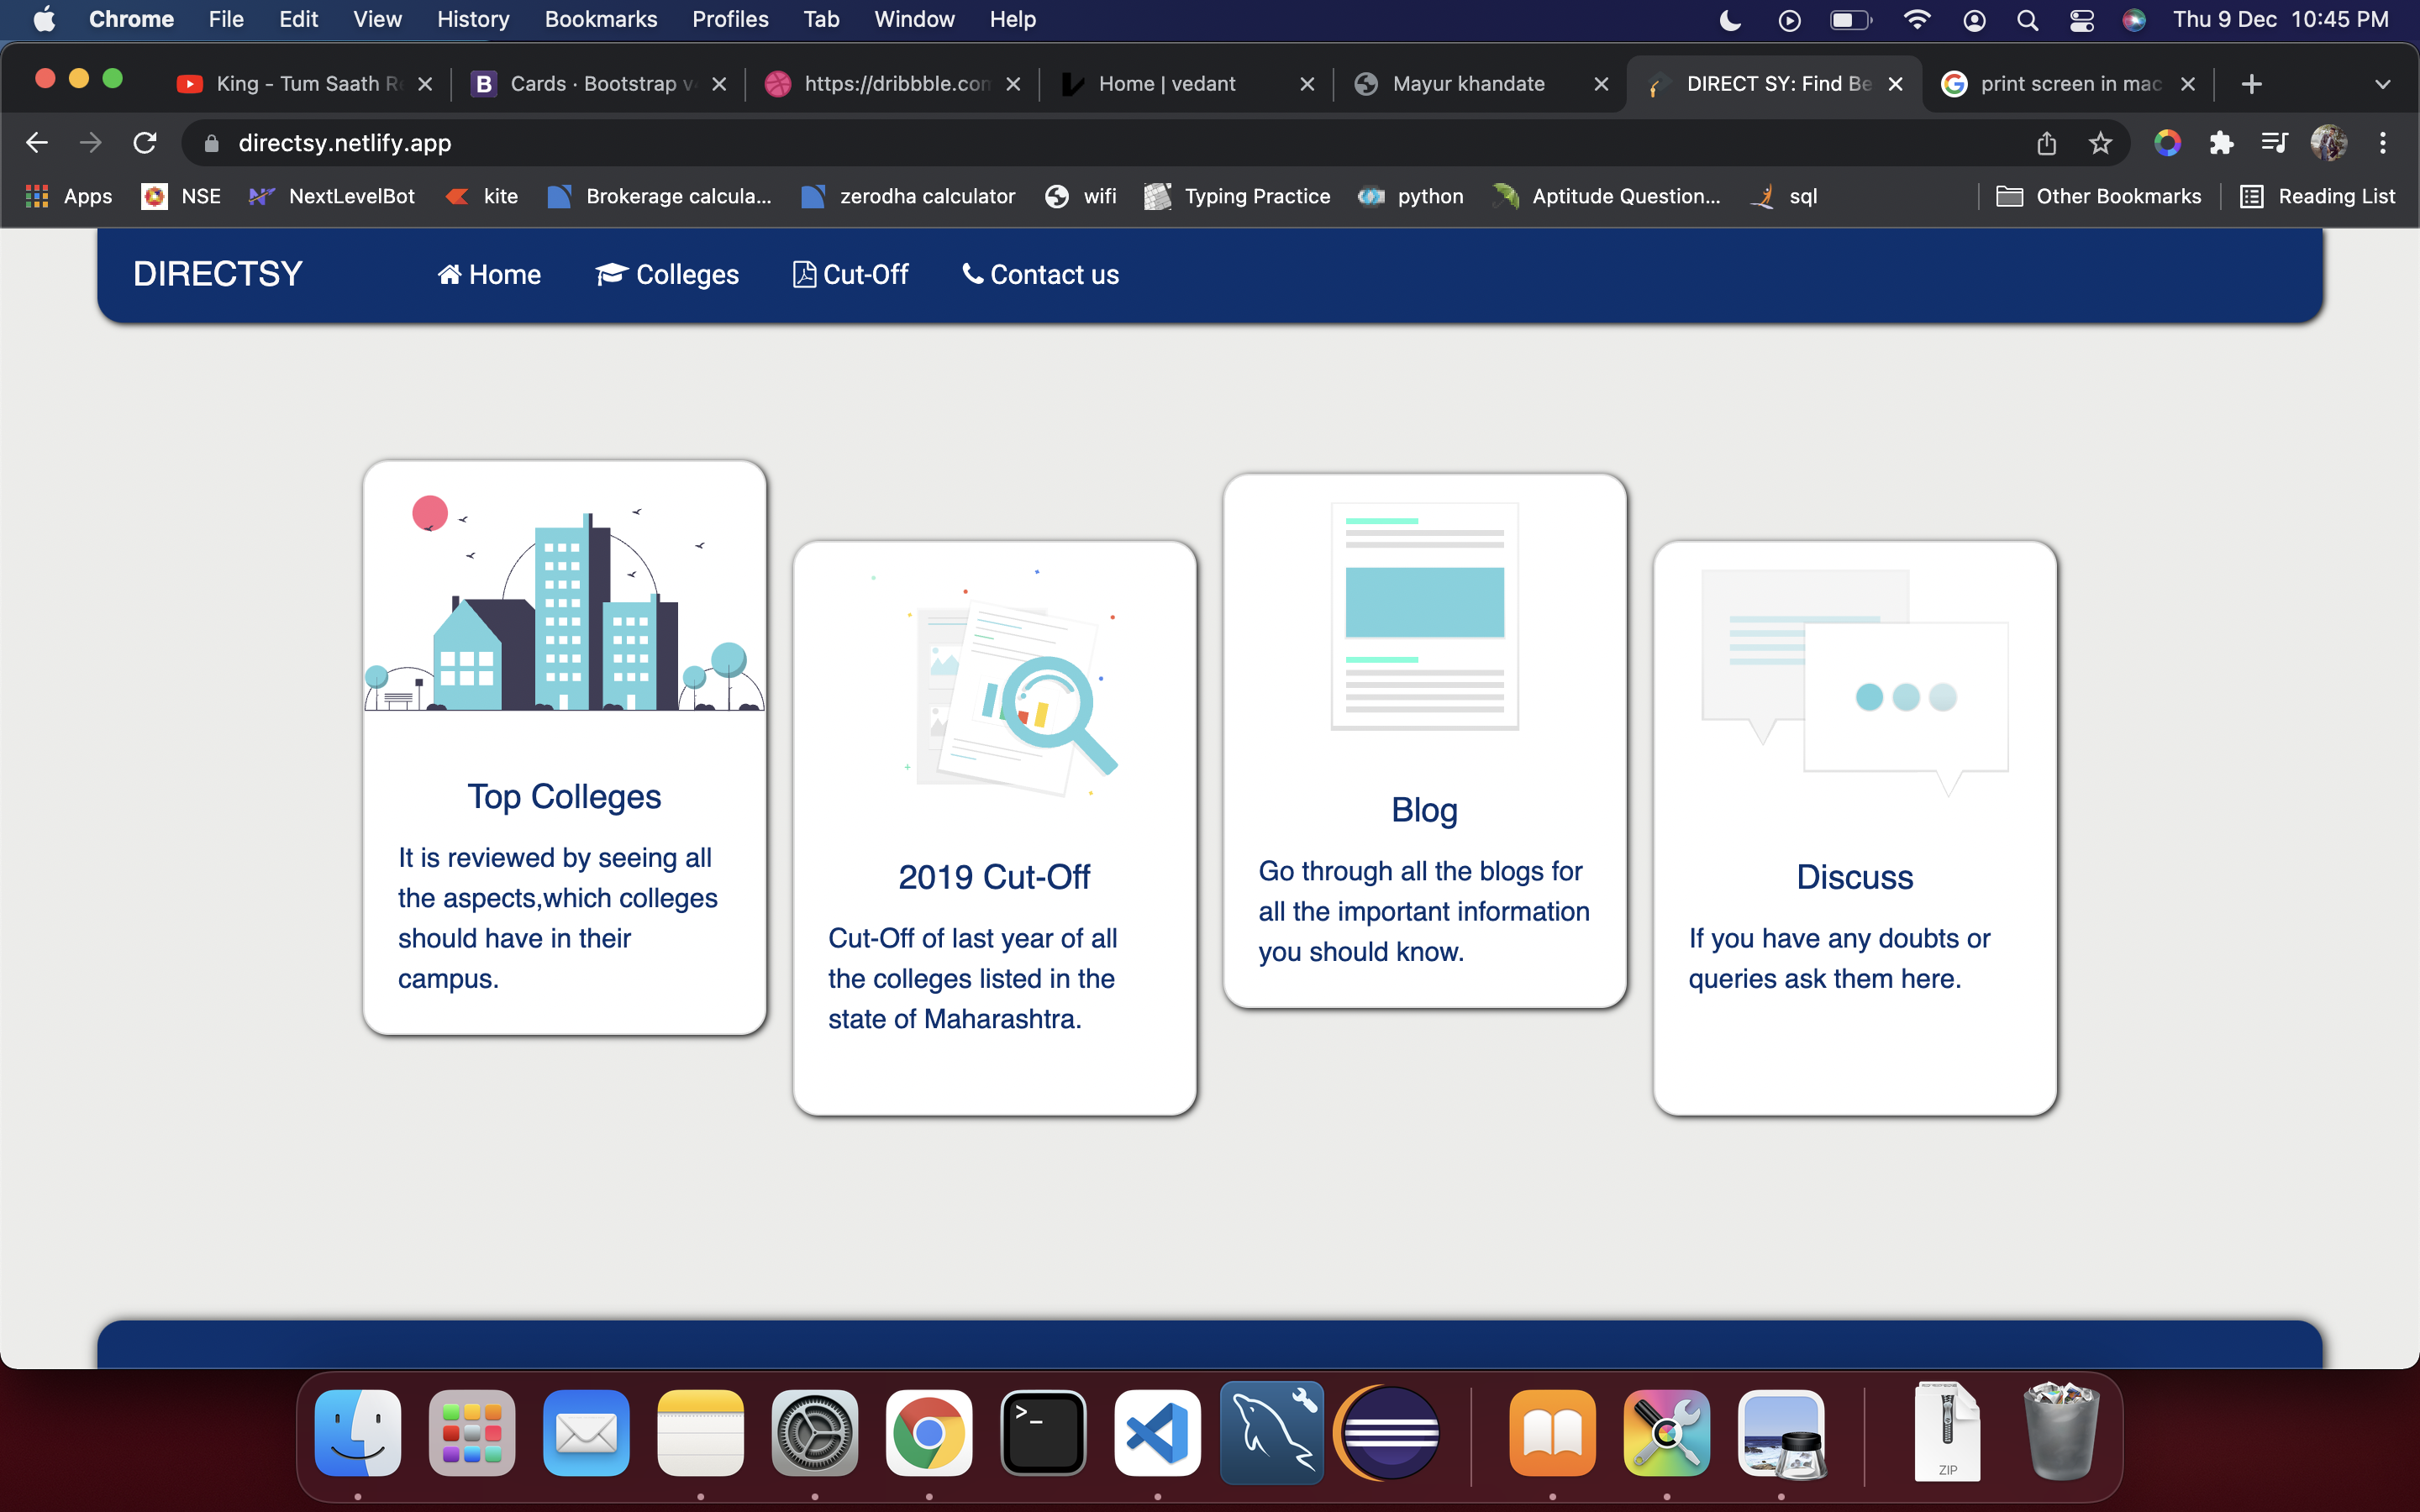 Chrome File Edit View History Bookmarks Profiles Tab Window Help Thu 9 Dec 10:45 PM
King - Tum Saath R Cards · Bootstrap v https://dribbble.con Home | vedant Mayur khandate DIRECT SY: Find Be print screen in mac
directsy.netlify.app
Apps NSE NextLevelBot kite Brokerage calcula... zerodha calculator wifi Typing Practice python Aptitude Question... sql Other Bookmarks Reading List
DIRECTSY Home Colleges Cut-Off Contact us
Top Colleges
It is reviewed by seeing all
the aspects,which colleges
should have in their
campus.
2019 Cut-Off
Cut-Off of last year of all
the colleges listed in the
state of Maharashtra.
Blog
Go through all the blogs for
all the important information
you should know.
Discuss
If you have any doubts or
queries ask them here.
ZIP